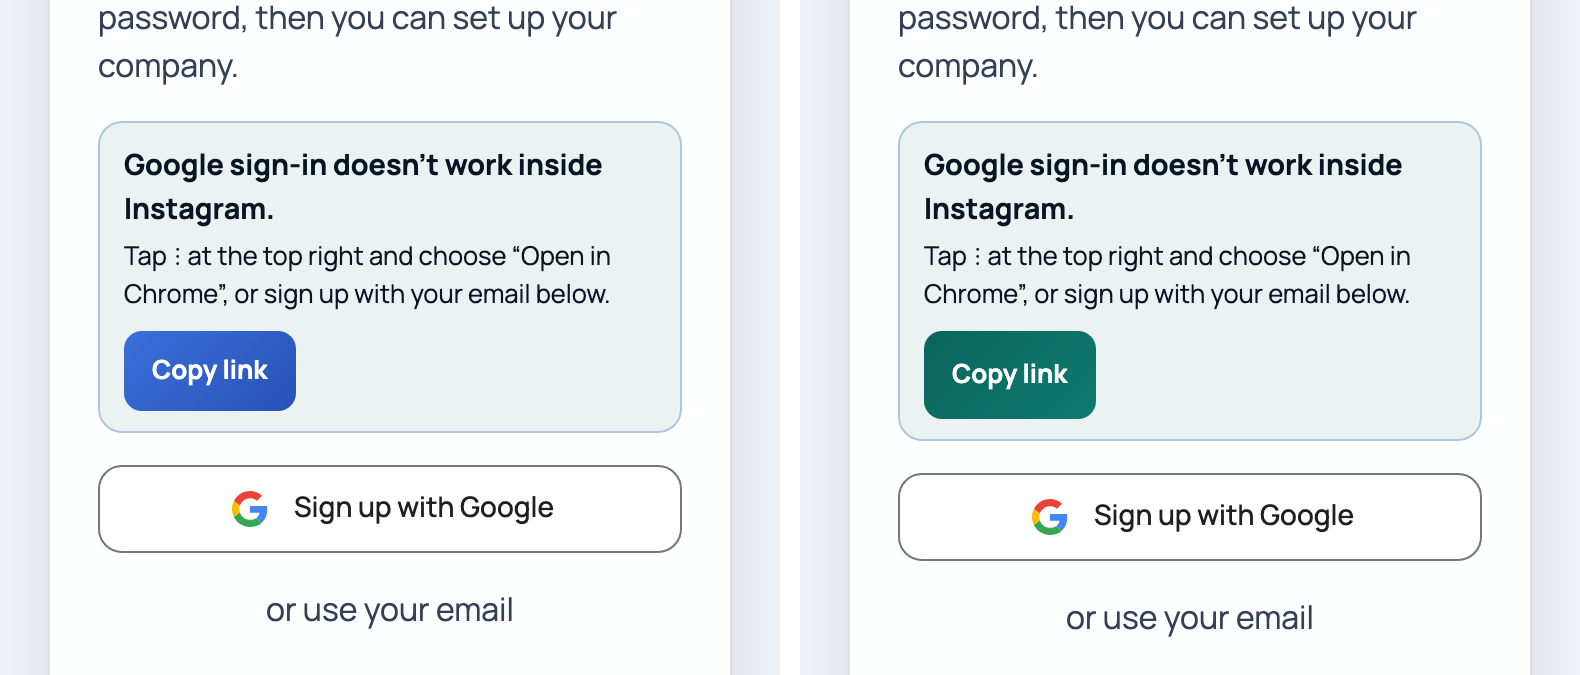 password, then you can set up your
company.
Google sign-in doesn’t work inside
Instagram.
Tap ⋮ at the top right and choose “Open in
Chrome”, or sign up with your email below.
Copy link
Sign up with Google
or use your email
password, then you can set up your
company.
Google sign-in doesn’t work inside
Instagram.
Tap ⋮ at the top right and choose “Open in
Chrome”, or sign up with your email below.
Copy link
Sign up with Google
or use your email